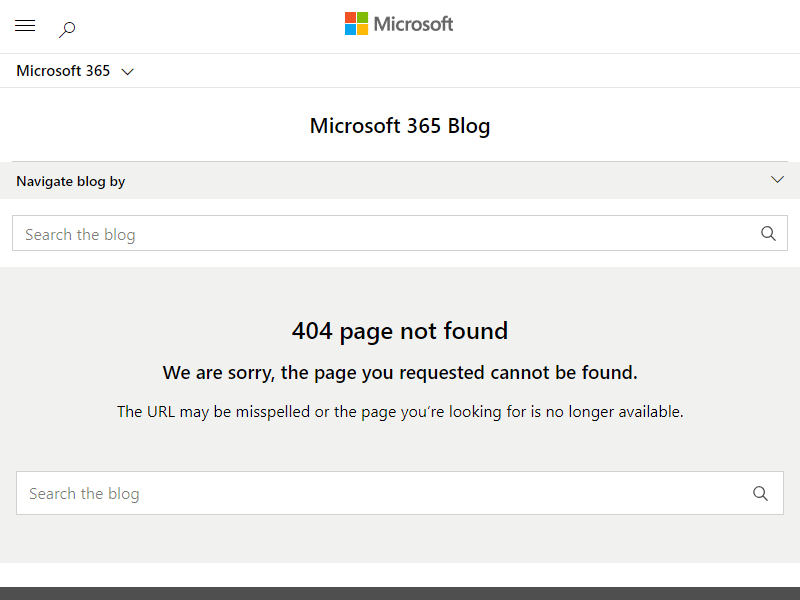 Microsoft
Microsoft 365
Microsoft 365 Blog
Navigate blog by
Search the blog
404 page not found
We are sorry, the page you requested cannot be found.
The URL may be misspelled or the page you're looking for is no longer available.
Search the blog